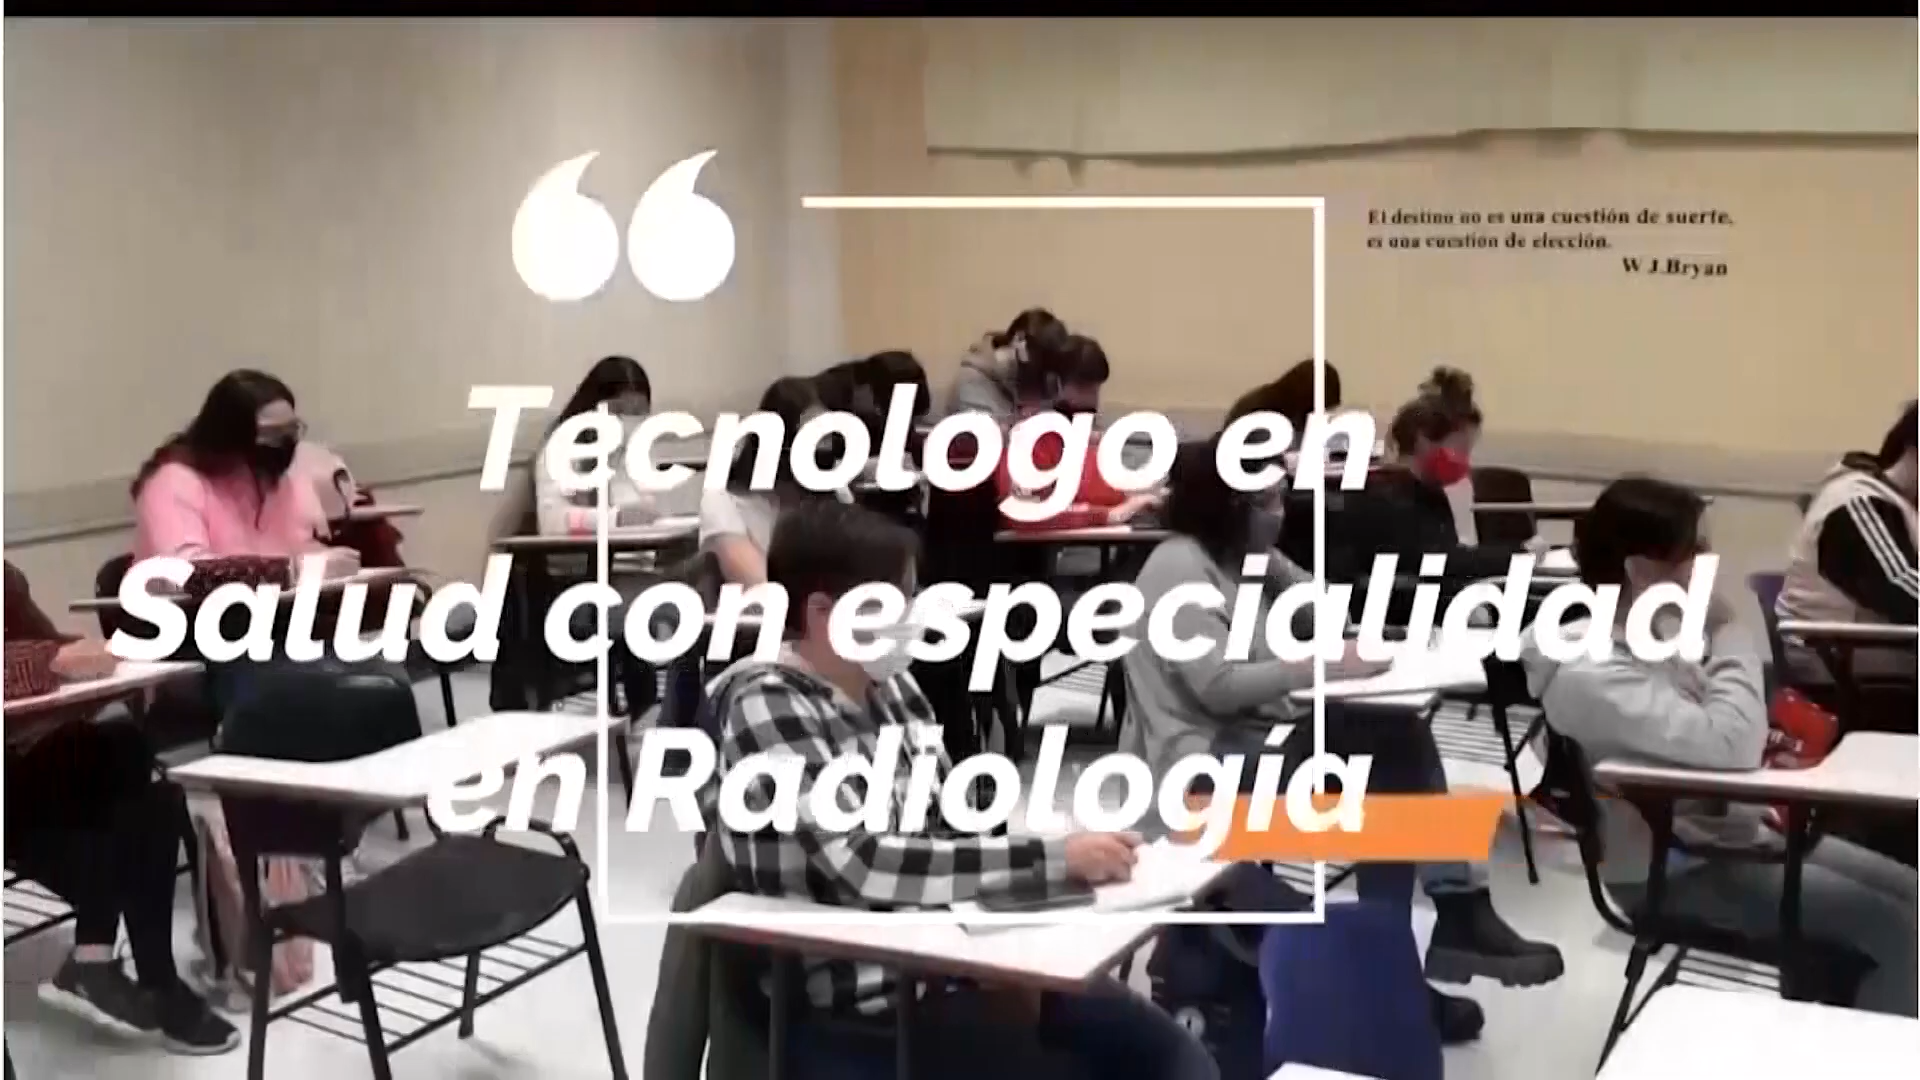 El destino no es una cuestión de suerte,
es una cuestión de elección.
W J.Bryan
Tecnologo en
Salud con especialidad
en Radiología